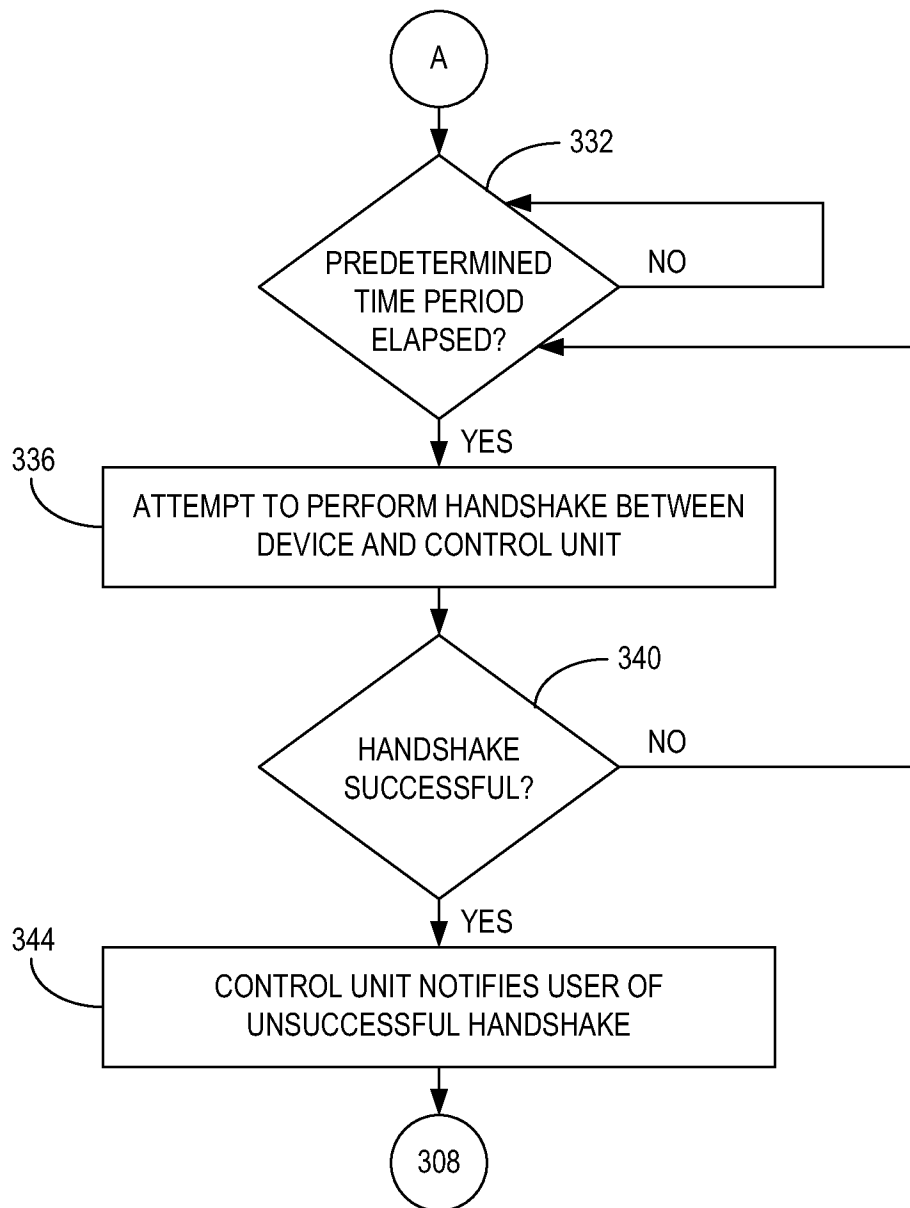 A
332
PREDETERMINED
TIME PERIOD
ELAPSED?
NO
YES
336
ATTEMPT TO PERFORM HANDSHAKE BETWEEN
DEVICE AND CONTROL UNIT
340
HANDSHAKE
SUCCESSFUL?
NO
YES
344
CONTROL UNIT NOTIFIES USER OF
UNSUCCESSFUL HANDSHAKE
308